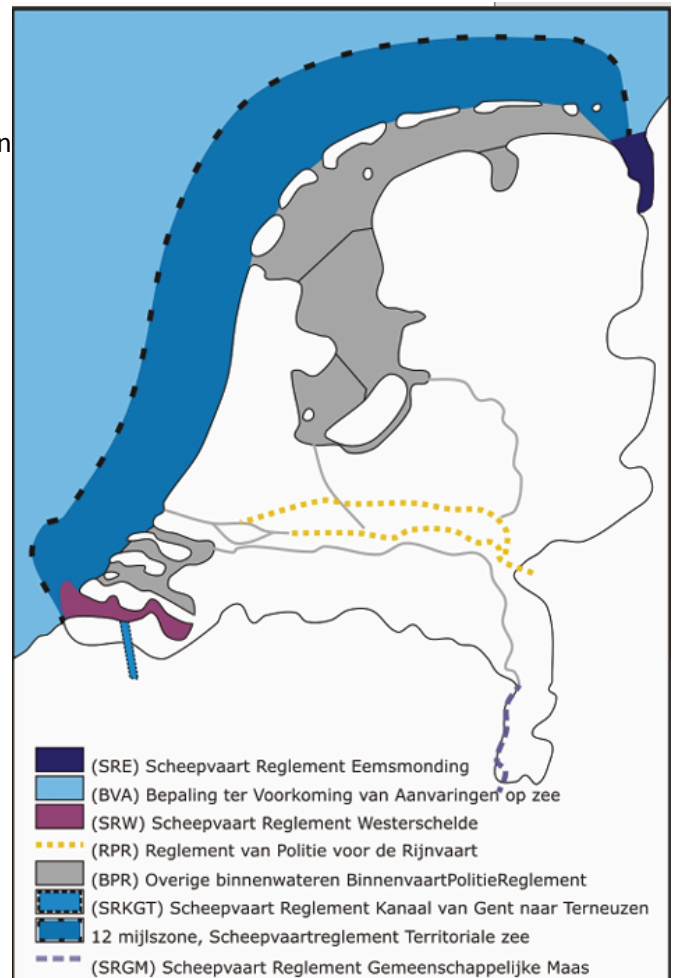 n
(SRE) Scheepvaart Reglement Eemsmonding
(BVA) Bepaling ter Voorkoming van Aanvaringen op zee
(SRW) Scheepvaart Reglement Westerschelde
(RPR) Reglement van Politie voor de Rijnvaart
(BPR) Overige binnenwateren BinnenvaartPolitieReglement
(SRKGT) Scheepvaart Reglement Kanaal van Gent naar Terneuzen
12 mijlszone, Scheepvaartreglement Territoriale zee
(SRGM) Scheepvaart Reglement Gemeenschappelijke Maas